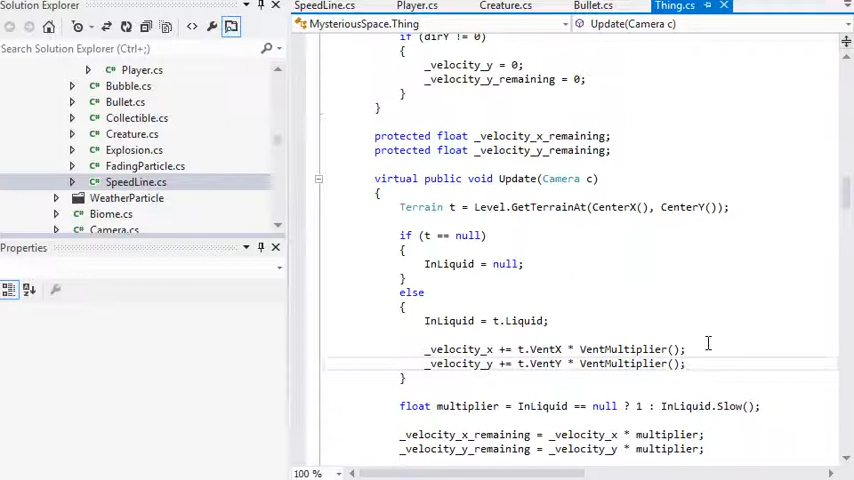 Solution Explorer
Search Solution Explorer (Ctrl+;)
Player.cs
Bubble.cs
Bullet.cs
Collectible.cs
Creature.cs
Explosion.cs
FadingParticle.cs
SpeedLine.cs
WeatherParticle
Biome.cs
Camera.cs
Properties
SpeedLine.cs Player.cs Creature.cs Bullet.cs Thing.cs
MysteriousSpace.Thing Update(Camera c)
if (dirY != 0)
{
_velocity_y = 0;
_velocity_y_remaining = 0;
}
}
protected float _velocity_x_remaining;
protected float _velocity_y_remaining;
virtual public void Update(Camera c)
{
Terrain t = Level.GetTerrainAt(CenterX(), CenterY());
if (t == null)
{
InLiquid = null;
}
else
{
InLiquid = t.Liquid;
_velocity_x += t.VentX * VentMultiplier();
_velocity_y += t.VentY * VentMultiplier();
}
float multiplier = InLiquid == null ? 1 : InLiquid.Slow();
_velocity_x_remaining = _velocity_x * multiplier;
_velocity_y_remaining = _velocity_y * multiplier;
100 %